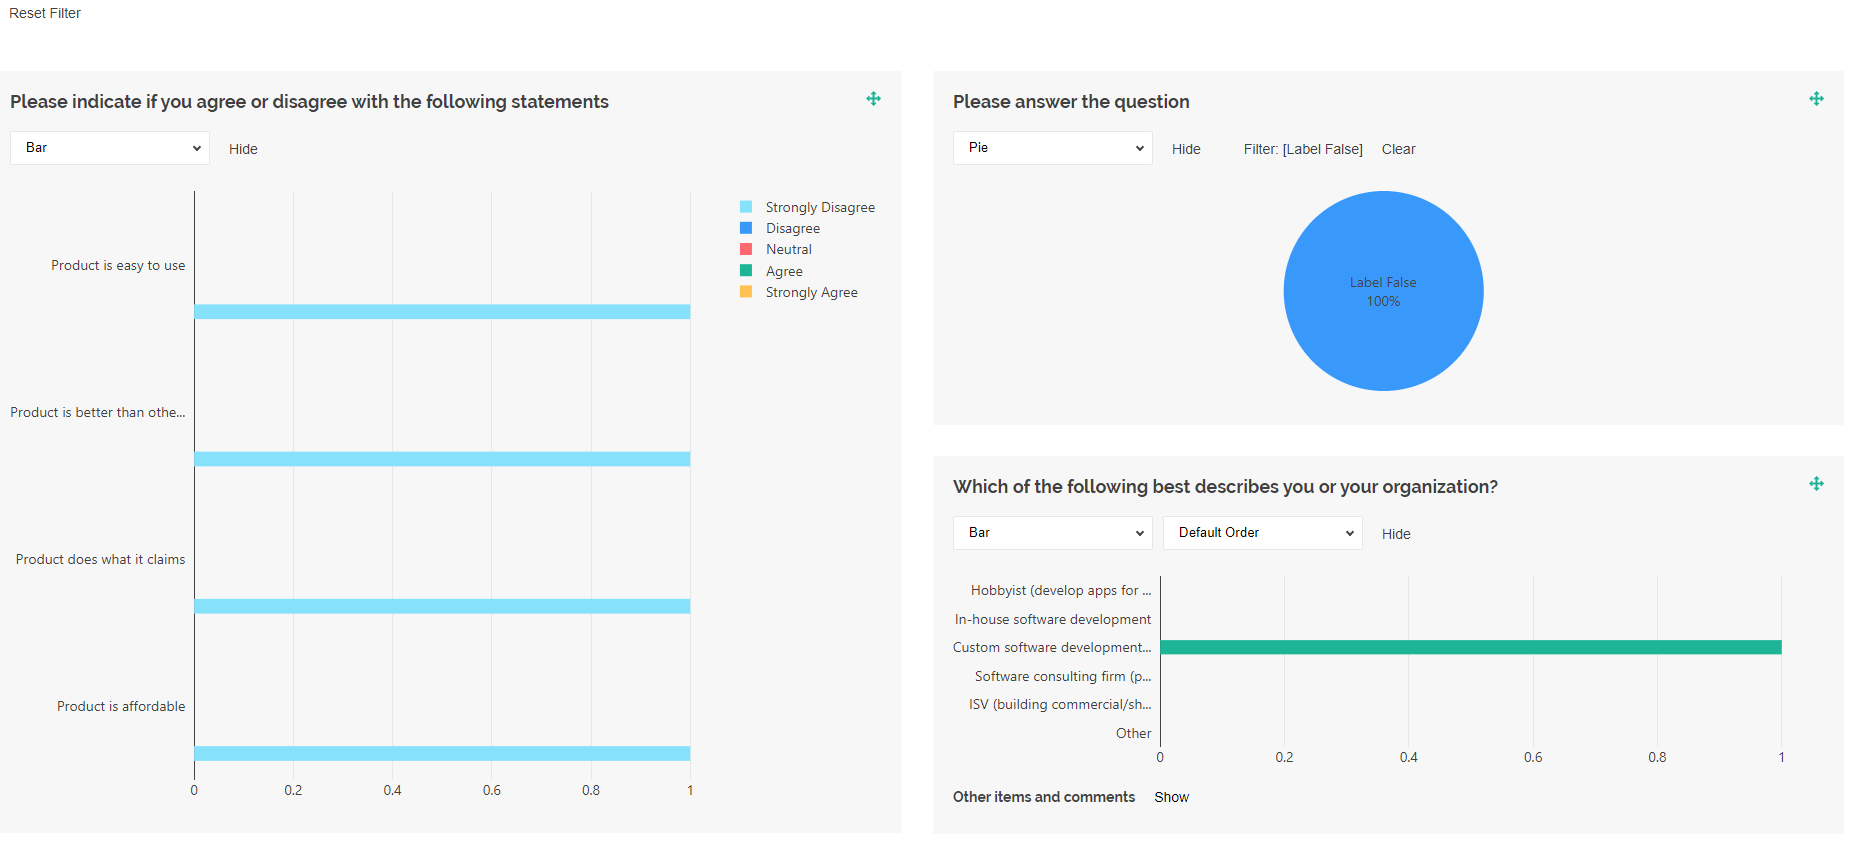 Reset Filter
Please indicate if you agree or disagree with the following statements
Bar
Hide
Strongly Disagree
Disagree
Neutral
Agree
Strongly Agree
Product is easy to use
Product is better than othe...
Product does what it claims
Product is affordable
0 0.2 0.4 0.6 0.8 1
Please answer the question
Pie
Hide
Filter: [Label False]
Clear
Label False
100%
Which of the following best describes you or your organization?
Bar
Default Order
Hide
Hobbyist (develop apps for ...
In-house software development
Custom software development...
Software consulting firm (p...
ISV (building commercial/sh...
Other
0 0.2 0.4 0.6 0.8 1
Other items and comments
Show